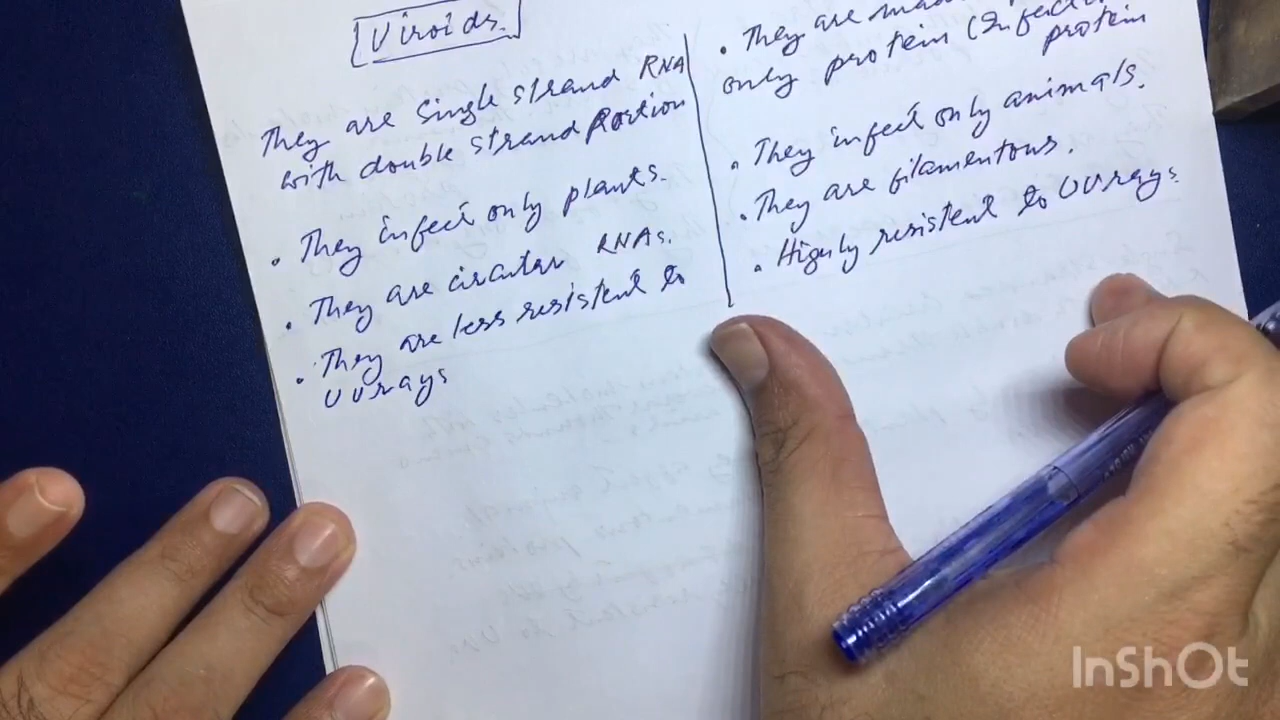 Viroids.
They are Single strand RNA
with double strand Portion
• They infect only plants.
• They are circular RNAs.
• They are less resistent to
UV rays
• They are
only protein
protein
• They infect only animals.
• They are filamentous.
• Highly resistent to UV rays.
InShOt